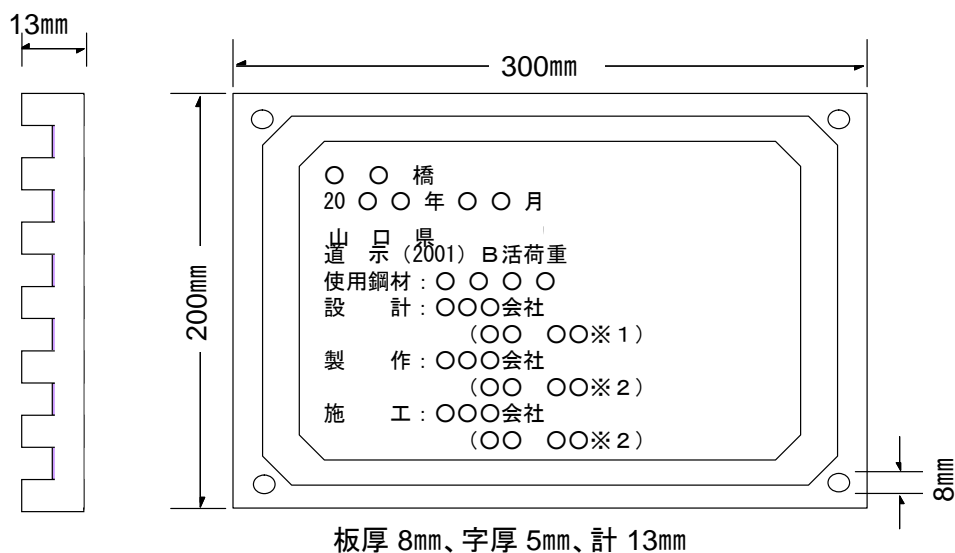 13㎜
300㎜
200㎜
○ ○ 橋
20 ○ ○ 年 ○ ○ 月
山 口 県
道 示 (2001) B活荷重
使用鋼材：○ ○ ○ ○
設 計：○○○会社
（○○ ○○※１）
製 作：○○○会社
（○○ ○○※２）
施 工：○○○会社
（○○ ○○※２）
8㎜
板厚 8㎜、字厚 5㎜、計 13㎜